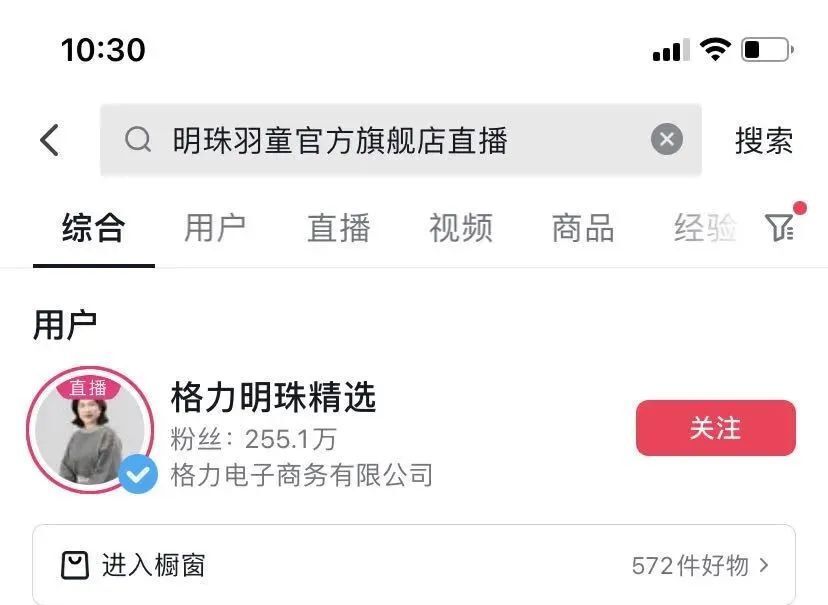 10:30
明珠羽童官方旗舰店直播
搜索
综合 用户 直播 视频 商品 经验
用户
直播
格力明珠精选
粉丝：255.1万
格力电子商务有限公司
关注
进入橱窗
572件好物